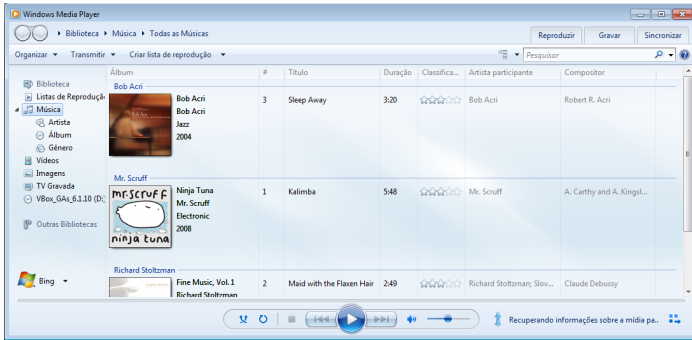 Windows Media Player
Biblioteca Música Todas as Músicas
Reproduzir Gravar Sincronizar
Organizar Transmitir Criar lista de reprodução Pesquisar
Álbum # Título Duração Classifica... Artista participante Compositor
Biblioteca
Listas de Reproduçã
Música
Artista
Álbum
Gênero
Vídeos
Imagens
TV Gravada
VBox_GAs_6.1.10 (D:
Outras Bibliotecas
Bing
Bob Acri
Bob Acri 3 Sleep Away 3:20 Bob Acri Robert R. Acri
Bob Acri
Jazz
2004
Mr. Scruff
mr.scruff
ninja tuna
Ninja Tuna 1 Kalimba 5:48 Mr. Scruff A. Carthy and A. Kingsl...
Mr. Scruff
Electronic
2008
Richard Stoltzman
Fine Music, Vol. 1 2 Maid with the Flaxen Hair 2:49 Richard Stoltzman; Slov... Claude Debussy
Richard Stoltzman
Recuperando informações sobre a mídia pa..